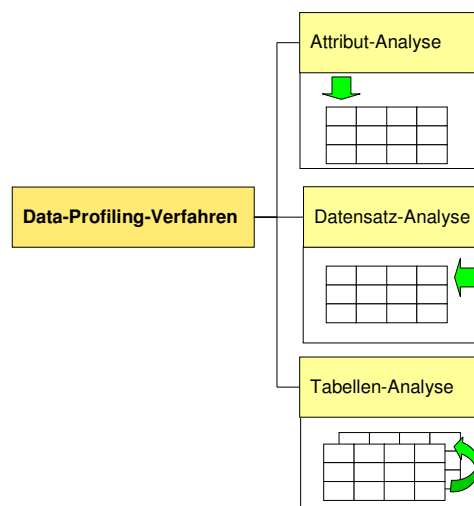 Attribut-Analyse
Data-Profiling-Verfahren
Datensatz-Analyse
Tabellen-Analyse